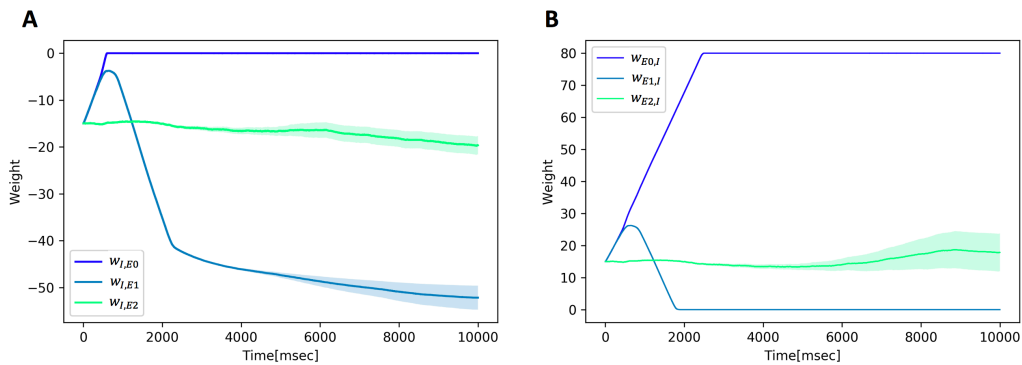 A
0
−10
−20
−30
−40
−50
Weight
w_{I,E0}
w_{I,E1}
w_{I,E2}
0
2000
4000
6000
8000
10000
Time[msec]
B
80
70
60
50
40
30
20
10
0
Weight
w_{E0,I}
w_{E1,I}
w_{E2,I}
0
2000
4000
6000
8000
10000
Time[msec]